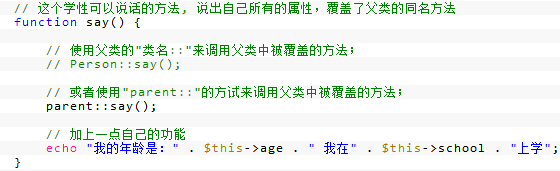 // 这个学性可以说话的方法, 说出自己所有的属性，覆盖了父类的同名方法
function say() {
// 使用父类的"类名::"来调用父类中被覆盖的方法；
// Person::say();
// 或者使用"parent::"的方试来调用父类中被覆盖的方法；
parent::say();
// 加上一点自己的功能
echo "我的年龄是：" . $this->age . " 我在" . $this->school . "上学";
}